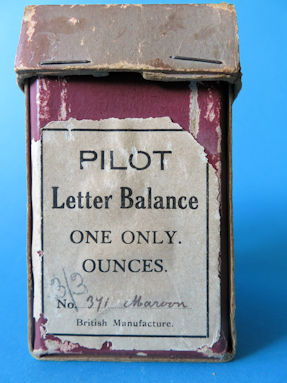 PILOT
Letter Balance
ONE ONLY.
OUNCES.
3/3
No. 371 Maroon
British Manufacture.